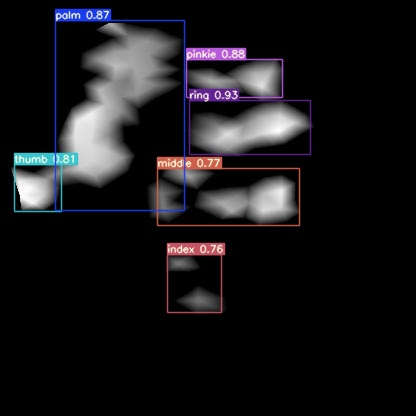 palm 0.87
pinkie 0.88
ring 0.93
thumb 0.81
middle 0.77
index 0.76